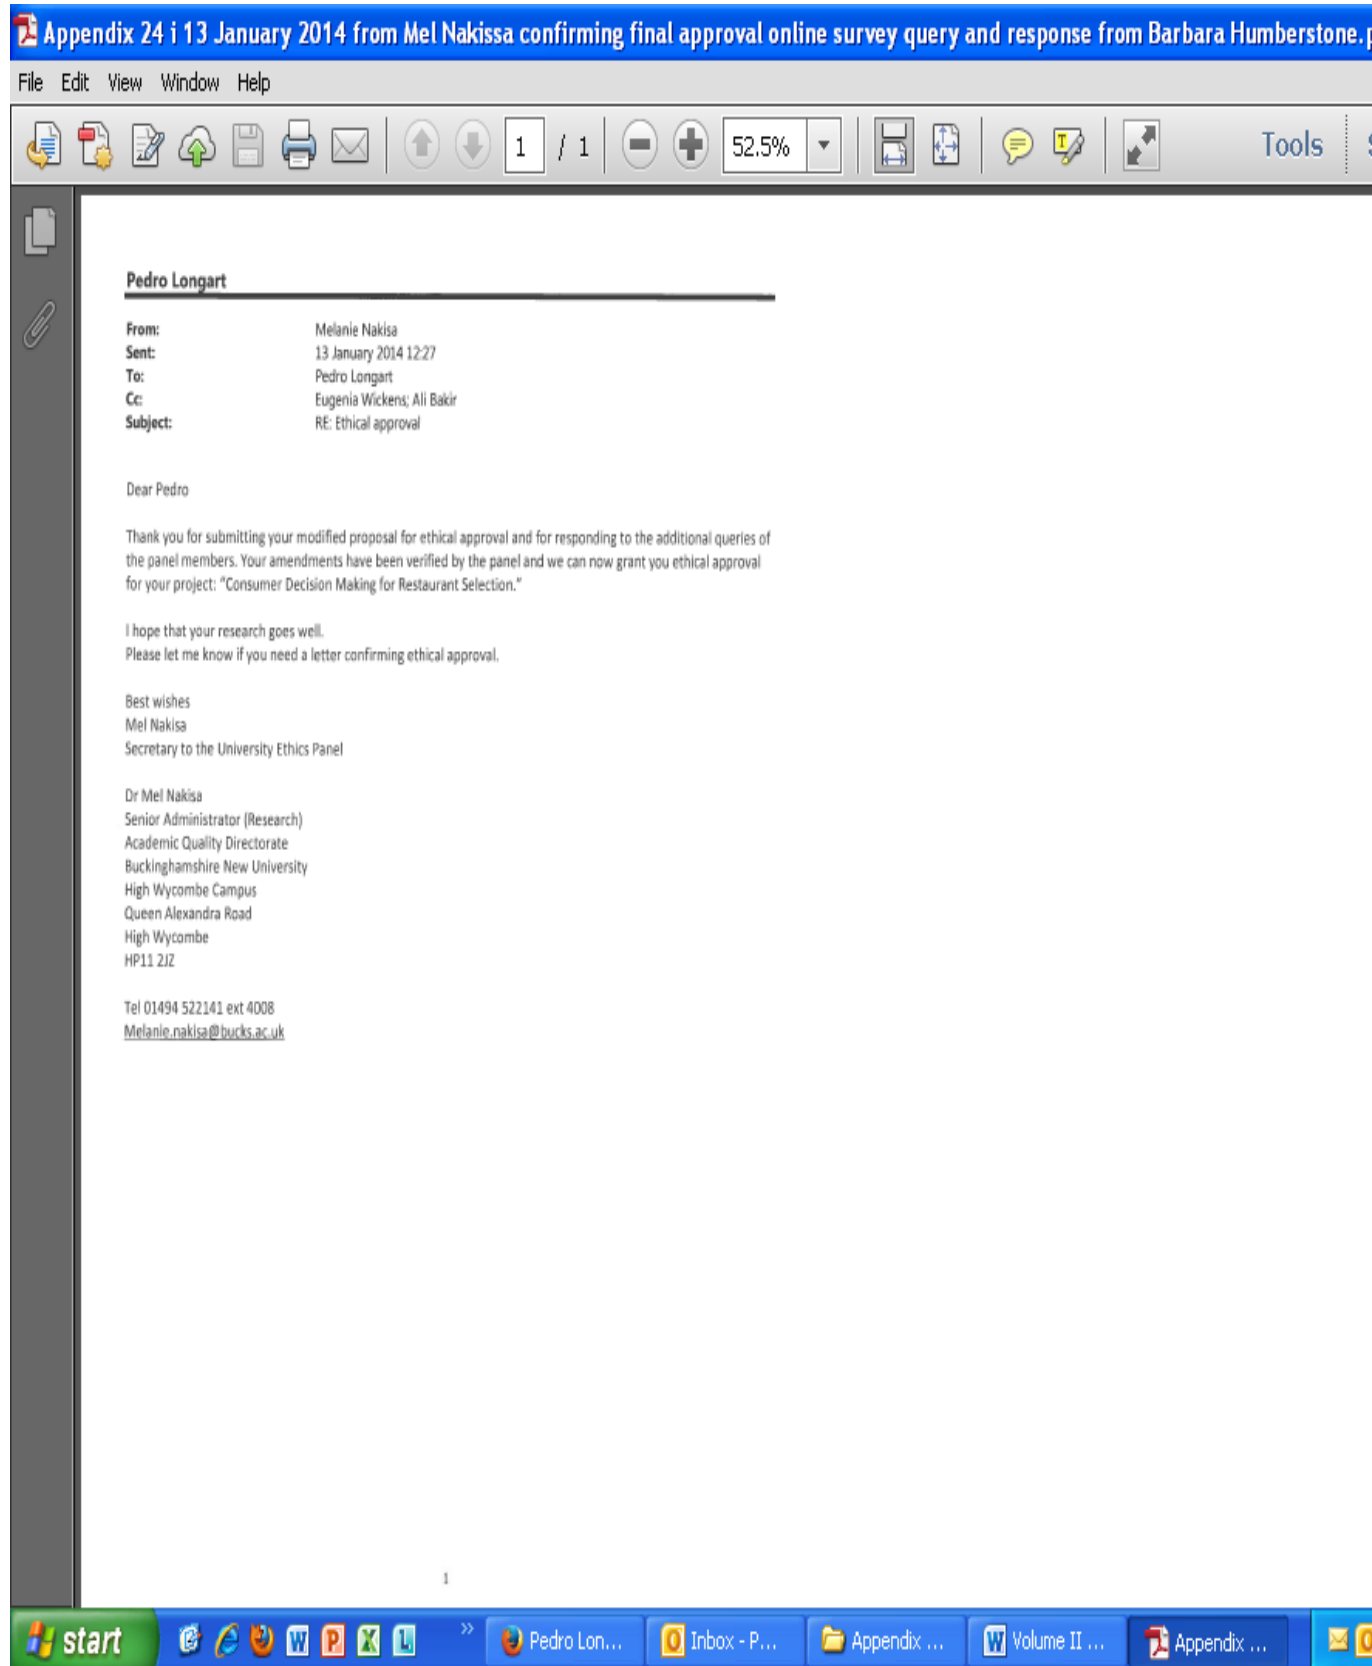 Appendix 24 i 13 January 2014 from Mel Nakissa confirming final approval online survey query and response from Barbara Humberstone.p
File Edit View Window Help
1 / 1 52.5% Tools
Pedro Longart
From: Melanie Nakisa
Sent: 13 January 2014 12:27
To: Pedro Longart
Cc: Eugenia Wickens; Ali Bakir
Subject: RE: Ethical approval
Dear Pedro
Thank you for submitting your modified proposal for ethical approval and for responding to the additional queries of
the panel members. Your amendments have been verified by the panel and we can now grant you ethical approval
for your project: "Consumer Decision Making for Restaurant Selection."
I hope that your research goes well.
Please let me know if you need a letter confirming ethical approval.
Best wishes
Mel Nakisa
Secretary to the University Ethics Panel
Dr Mel Nakisa
Senior Administrator (Research)
Academic Quality Directorate
Buckinghamshire New University
High Wycombe Campus
Queen Alexandra Road
High Wycombe
HP11 2JZ
Tel 01494 522141 ext 4008
Melanie.nakisa@bucks.ac.uk
1
start Pedro Lon... Inbox - P... Appendix ... Volume II ... Appendix ...